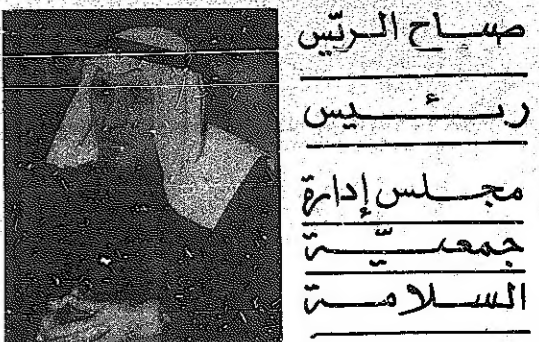 صباح الريّس
رئيس
مجلس إدارة
جمعيّة
السلامة